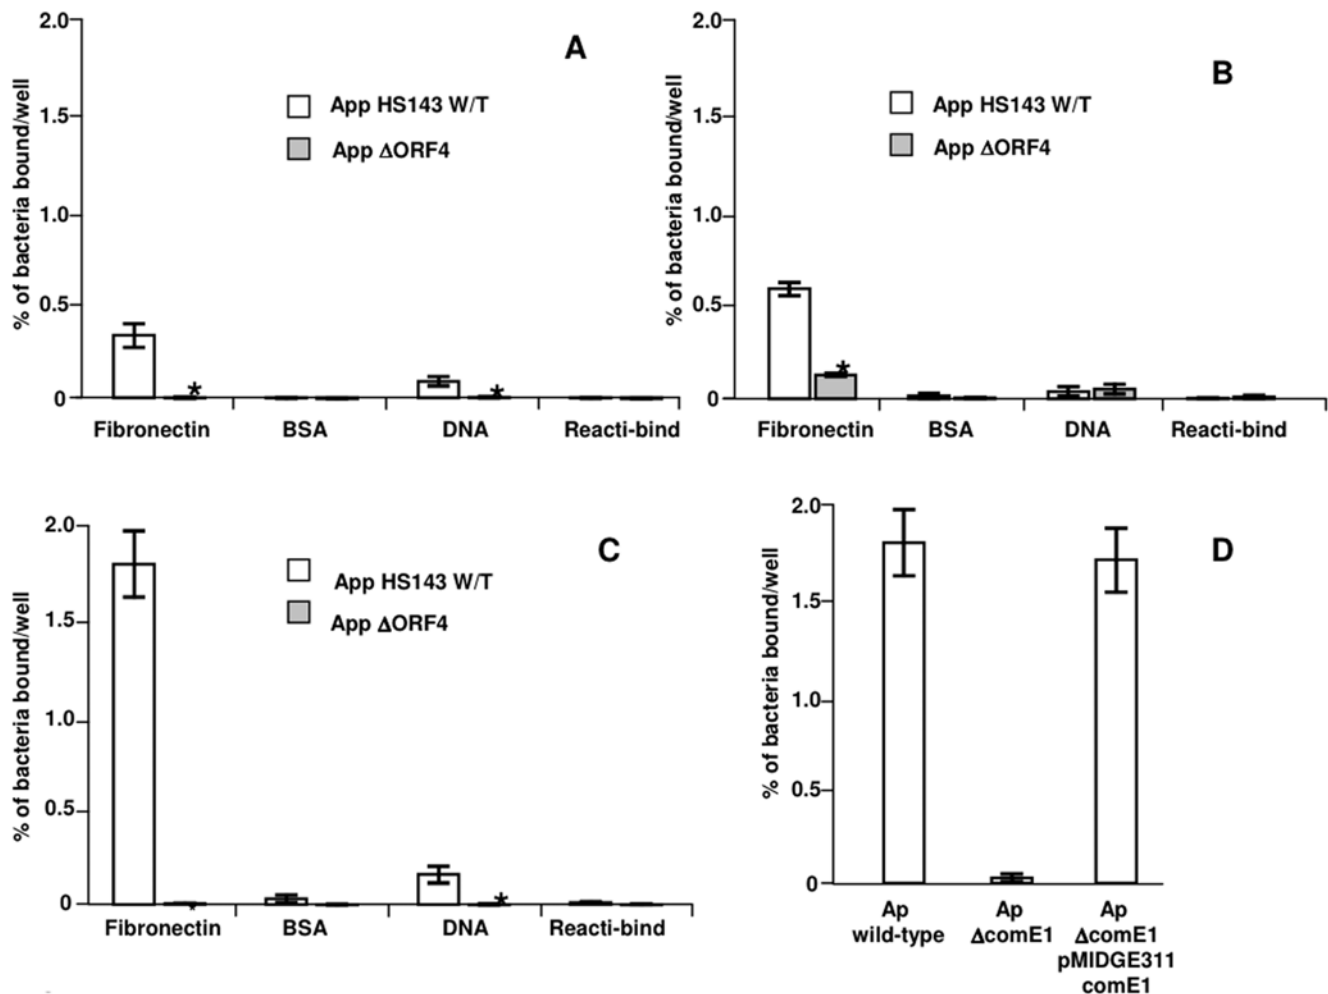 A
% of bacteria bound/well
2.0
1.5
1.0
0.5
0
App HS143 W/T
App ΔORF4
*
*
Fibronectin BSA DNA Reacti-bind
B
% of bacteria bound/well
2.0
1.5
1.0
0.5
0
App HS143 W/T
App ΔORF4
*
Fibronectin BSA DNA Reacti-bind
C
% of bacteria bound/well
2.0
1.5
1.0
0.5
0
App HS143 W/T
App ΔORF4
*
*
Fibronectin BSA DNA Reacti-bind
D
% of bacteria bound/well
2.0
1.5
1.0
0.5
0
Ap
wild-type
Ap
ΔcomE1
Ap
ΔcomE1
pMIDGE311
comE1